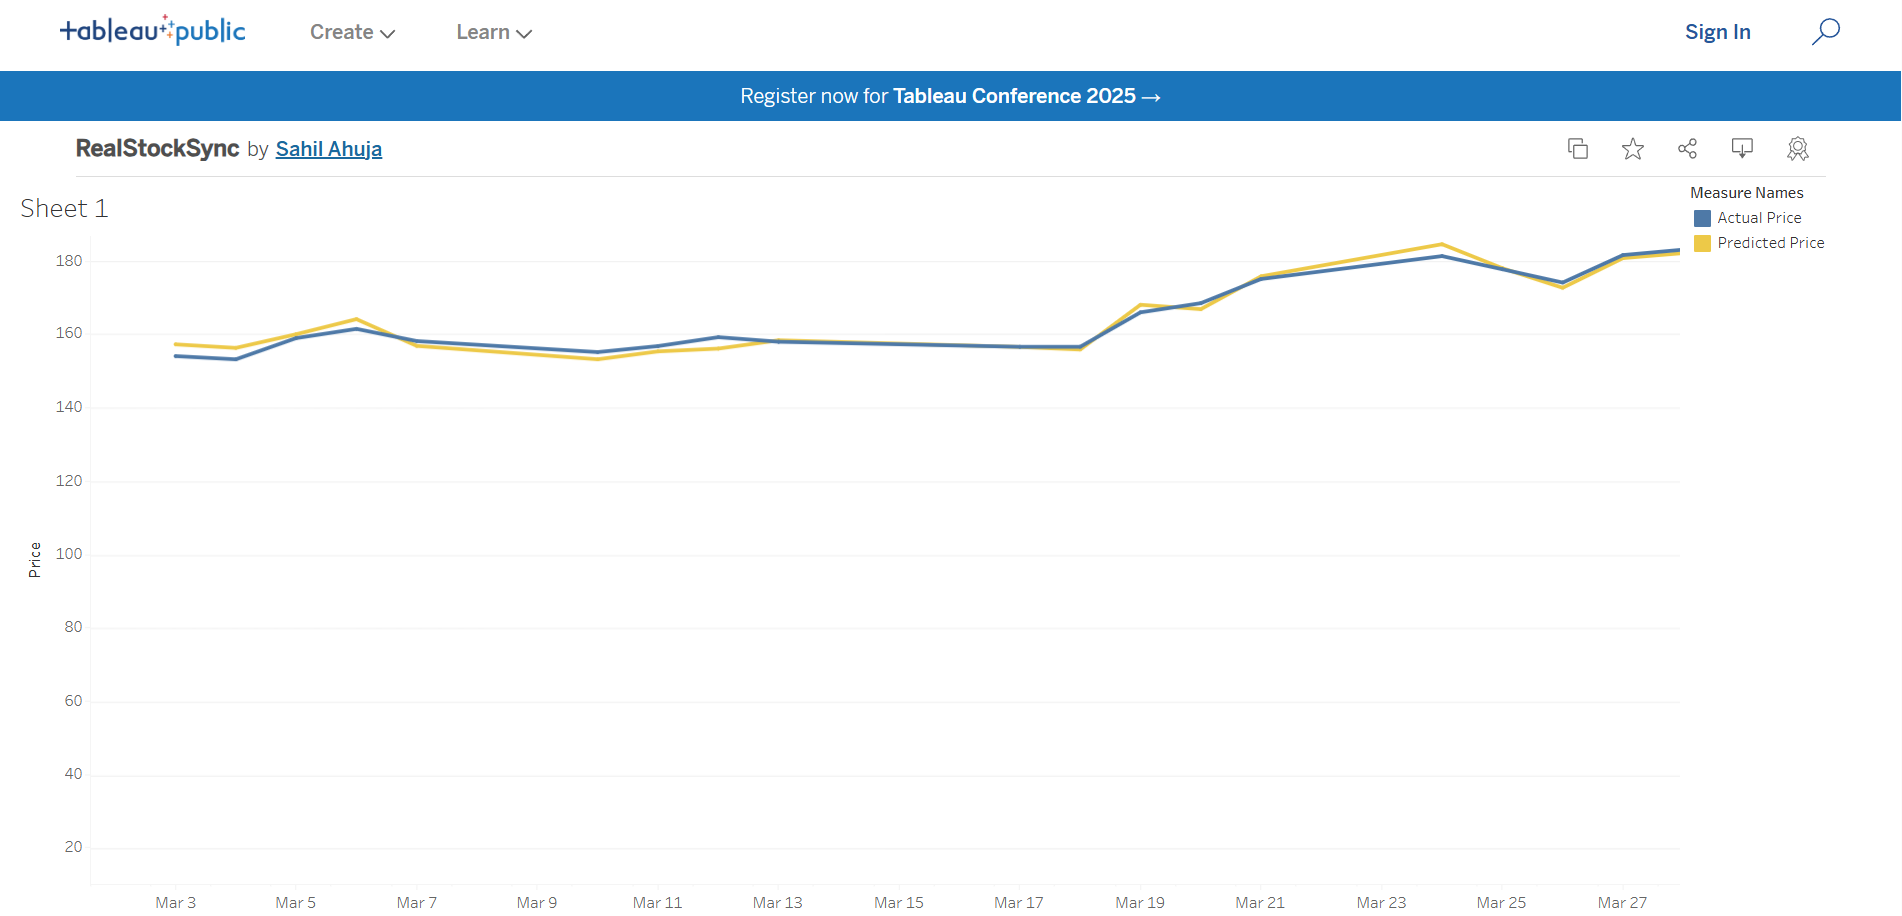 tableau public Create Learn Sign In
Register now for Tableau Conference 2025 →
RealStockSync by Sahil Ahuja
Sheet 1
Measure Names
Actual Price
Predicted Price
180
160
140
120
100
80
60
40
20
Price
Mar 3 Mar 5 Mar 7 Mar 9 Mar 11 Mar 13 Mar 15 Mar 17 Mar 19 Mar 21 Mar 23 Mar 25 Mar 27